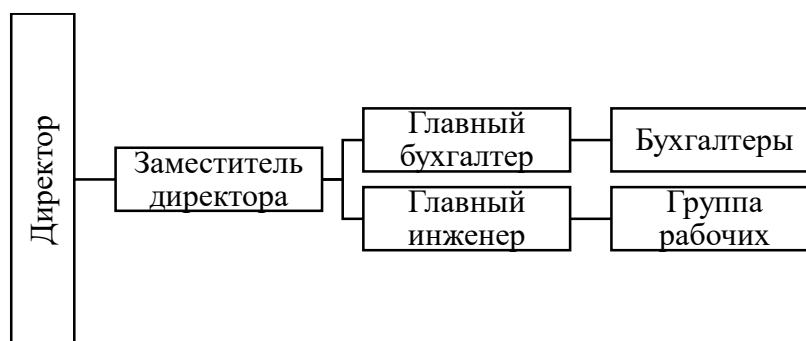 Директор
Заместитель
директора
Главный
бухгалтер
Бухгалтеры
Главный
инженер
Группа
рабочих